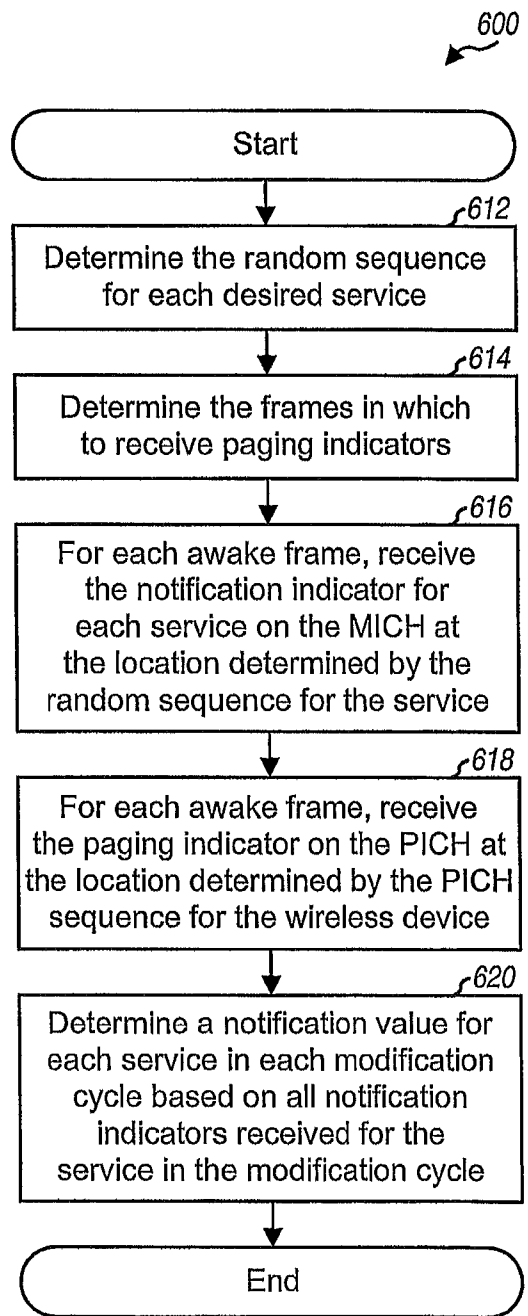 600
Start
612
Determine the random sequence
for each desired service
614
Determine the frames in which
to receive paging indicators
616
For each awake frame, receive
the notification indicator for
each service on the MICH at
the location determined by the
random sequence for the service
618
For each awake frame, receive
the paging indicator on the PICH at
the location determined by the PICH
sequence for the wireless device
620
Determine a notification value for
each service in each modification
cycle based on all notification
indicators received for the
service in the modification cycle
End